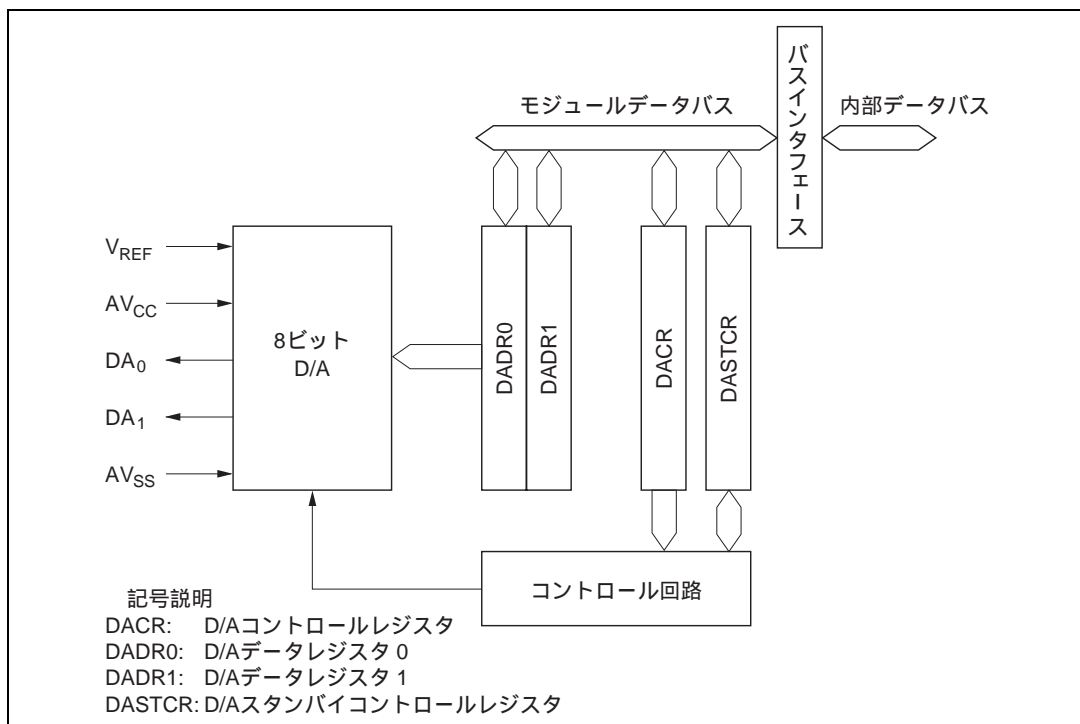 バスインタフェース
モジュールデータバス
内部データバス
VREF
AVCC
DA0
DA1
AVSS
8ビット
D/A
DADR0
DADR1
DACR
DASTCR
コントロール回路
記号説明
DACR: D/Aコントロールレジスタ
DADR0: D/Aデータレジスタ 0
DADR1: D/Aデータレジスタ 1
DASTCR: D/Aスタンバイコントロールレジスタ